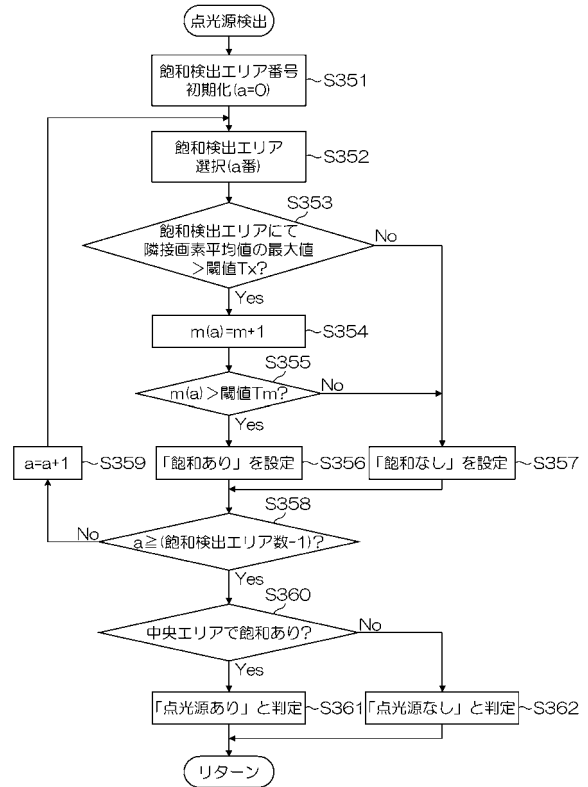 点光源検出
飽和検出エリア番号
初期化(a=0)
S351
飽和検出エリア
選択(a番)
S352
S353
飽和検出エリアにて
隣接画素平均値の最大値
>閾値Tx?
No
Yes
m(a)=m+1
S354
S355
m(a)>閾値Tm?
No
Yes
a=a+1
S359
「飽和あり」を設定
S356
「飽和なし」を設定
S357
S358
No
a≧(飽和検出エリア数-1)?
Yes
S360
中央エリアで飽和あり?
No
Yes
「点光源あり」と判定
S361
「点光源なし」と判定
S362
リターン